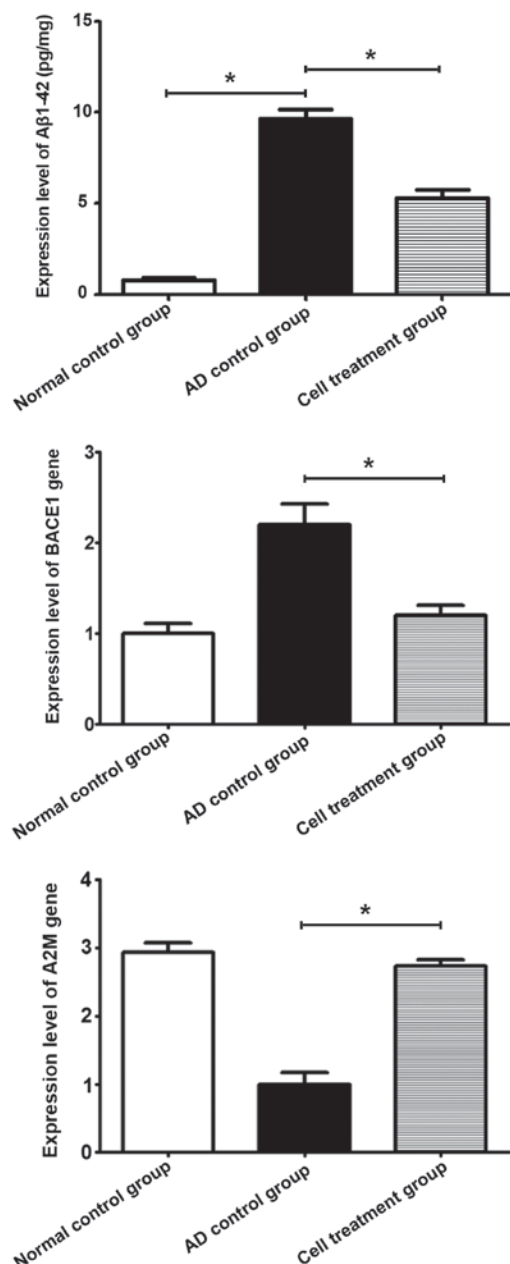 Expression level of Aβ1-42 (pg/mg)
15
10
5
0
*
*
Normal control group
AD control group
Cell treatment group
Expression level of BACE1 gene
3
2
1
0
*
Normal control group
AD control group
Cell treatment group
Expression level of A2M gene
4
3
2
1
0
*
Normal control group
AD control group
Cell treatment group